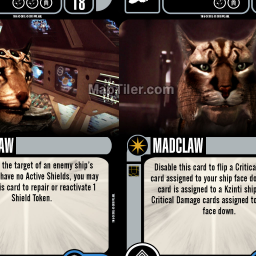 18
MapTiler.com
AW
MADCLAW
the target of an enemy ship's
have no Active Shields, you may
is card to repair or reactivate 1
Shield Token.
Disable this card to flip a Critical
card assigned to your ship face do
card is assigned to a Kzinti ship
Critical Damage cards assigned to
face down.